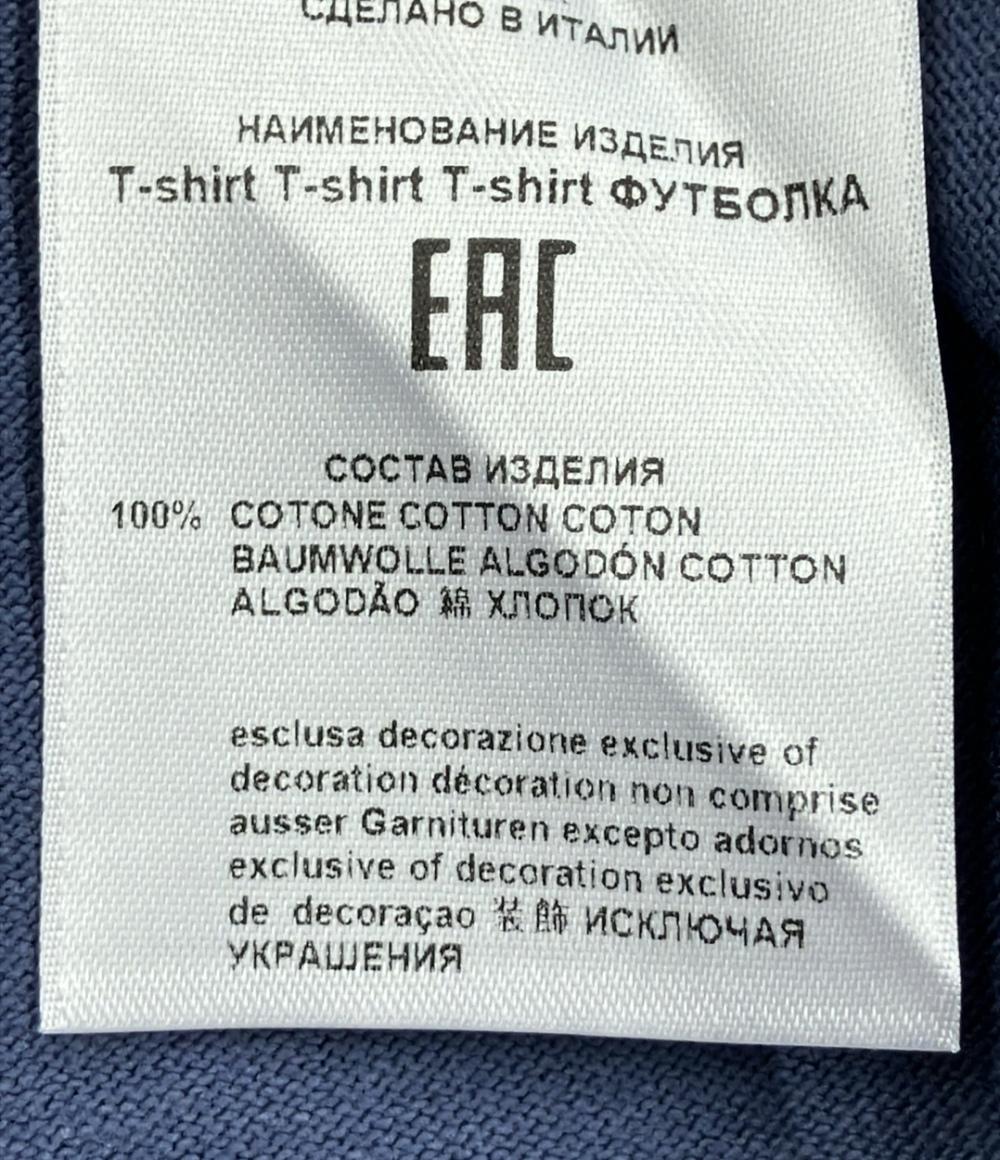 СДЕЛАНО В ИТАЛИИ
НАИМЕНОВАНИЕ ИЗДЕЛИЯ
T-shirt T-shirt T-shirt ФУТБОЛКА
EAC
СОСТАВ ИЗДЕЛИЯ
100% COTONE COTTON COTON
BAUMWOLLE ALGODÓN COTTON
ALGODÃO 綿 ХЛОПОК
esclusa decorazione exclusive of
decoration décoration non comprise
ausser Garnituren excepto adornos
exclusive of decoration exclusivo
de decoraçao 装飾 ИСКЛЮЧАЯ
УКРАШЕНИЯ